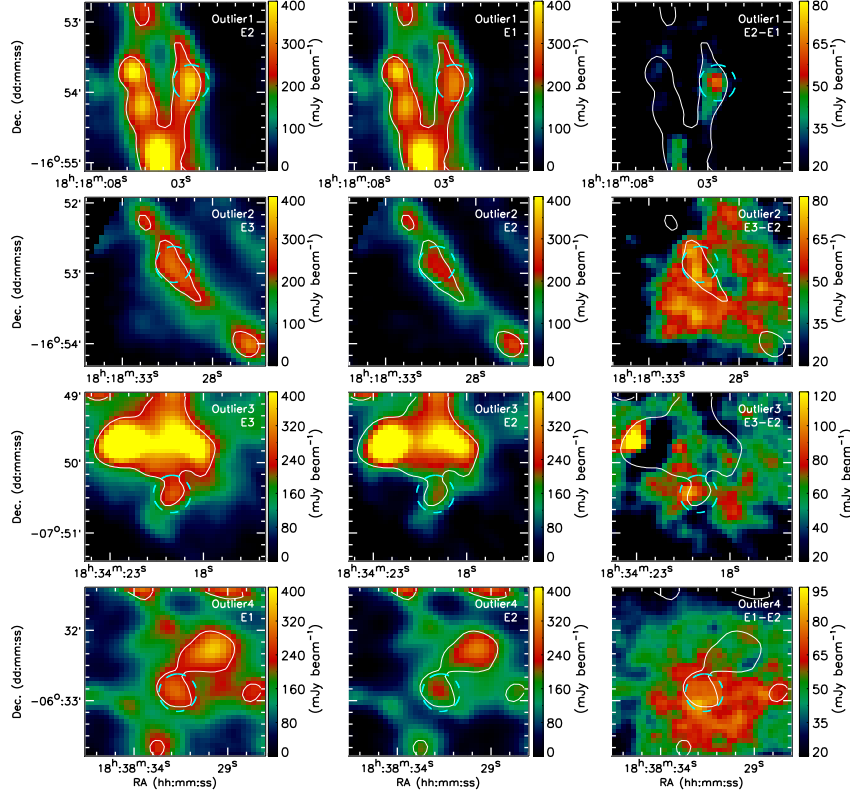 Outlier1
E2
Dec. (dd:mm:ss)
53'
54'
−16°:55'
18ʰ:18ᵐ:08ˢ 03ˢ
400
300
200
100
0
(mJy beam⁻¹)
Outlier1
E1
18ʰ:18ᵐ:08ˢ 03ˢ
400
300
200
100
0
(mJy beam⁻¹)
Outlier1
E2−E1
18ʰ:18ᵐ:08ˢ 03ˢ
80
65
50
35
20
(mJy beam⁻¹)
Outlier2
E3
Dec. (dd:mm:ss)
52'
53'
−16°:54'
18ʰ:18ᵐ:33ˢ 28ˢ
400
300
200
100
0
(mJy beam⁻¹)
Outlier2
E2
18ʰ:18ᵐ:33ˢ 28ˢ
400
300
200
100
0
(mJy beam⁻¹)
Outlier2
E3−E2
18ʰ:18ᵐ:33ˢ 28ˢ
80
65
50
35
20
(mJy beam⁻¹)
Outlier3
E3
Dec. (dd:mm:ss)
49'
50'
−07°:51'
18ʰ:34ᵐ:23ˢ 18ˢ
400
320
240
160
80
0
(mJy beam⁻¹)
Outlier3
E2
18ʰ:34ᵐ:23ˢ 18ˢ
400
320
240
160
80
0
(mJy beam⁻¹)
Outlier3
E3−E2
18ʰ:34ᵐ:23ˢ 18ˢ
120
100
80
60
40
20
(mJy beam⁻¹)
Outlier4
E1
Dec. (dd:mm:ss)
32'
−06°:33'
18ʰ:38ᵐ:34ˢ 29ˢ
RA (hh:mm:ss)
400
320
240
160
80
0
(mJy beam⁻¹)
Outlier4
E2
18ʰ:38ᵐ:34ˢ 29ˢ
RA (hh:mm:ss)
400
320
240
160
80
0
(mJy beam⁻¹)
Outlier4
E1−E2
18ʰ:38ᵐ:34ˢ 29ˢ
RA (hh:mm:ss)
95
80
65
50
35
20
(mJy beam⁻¹)